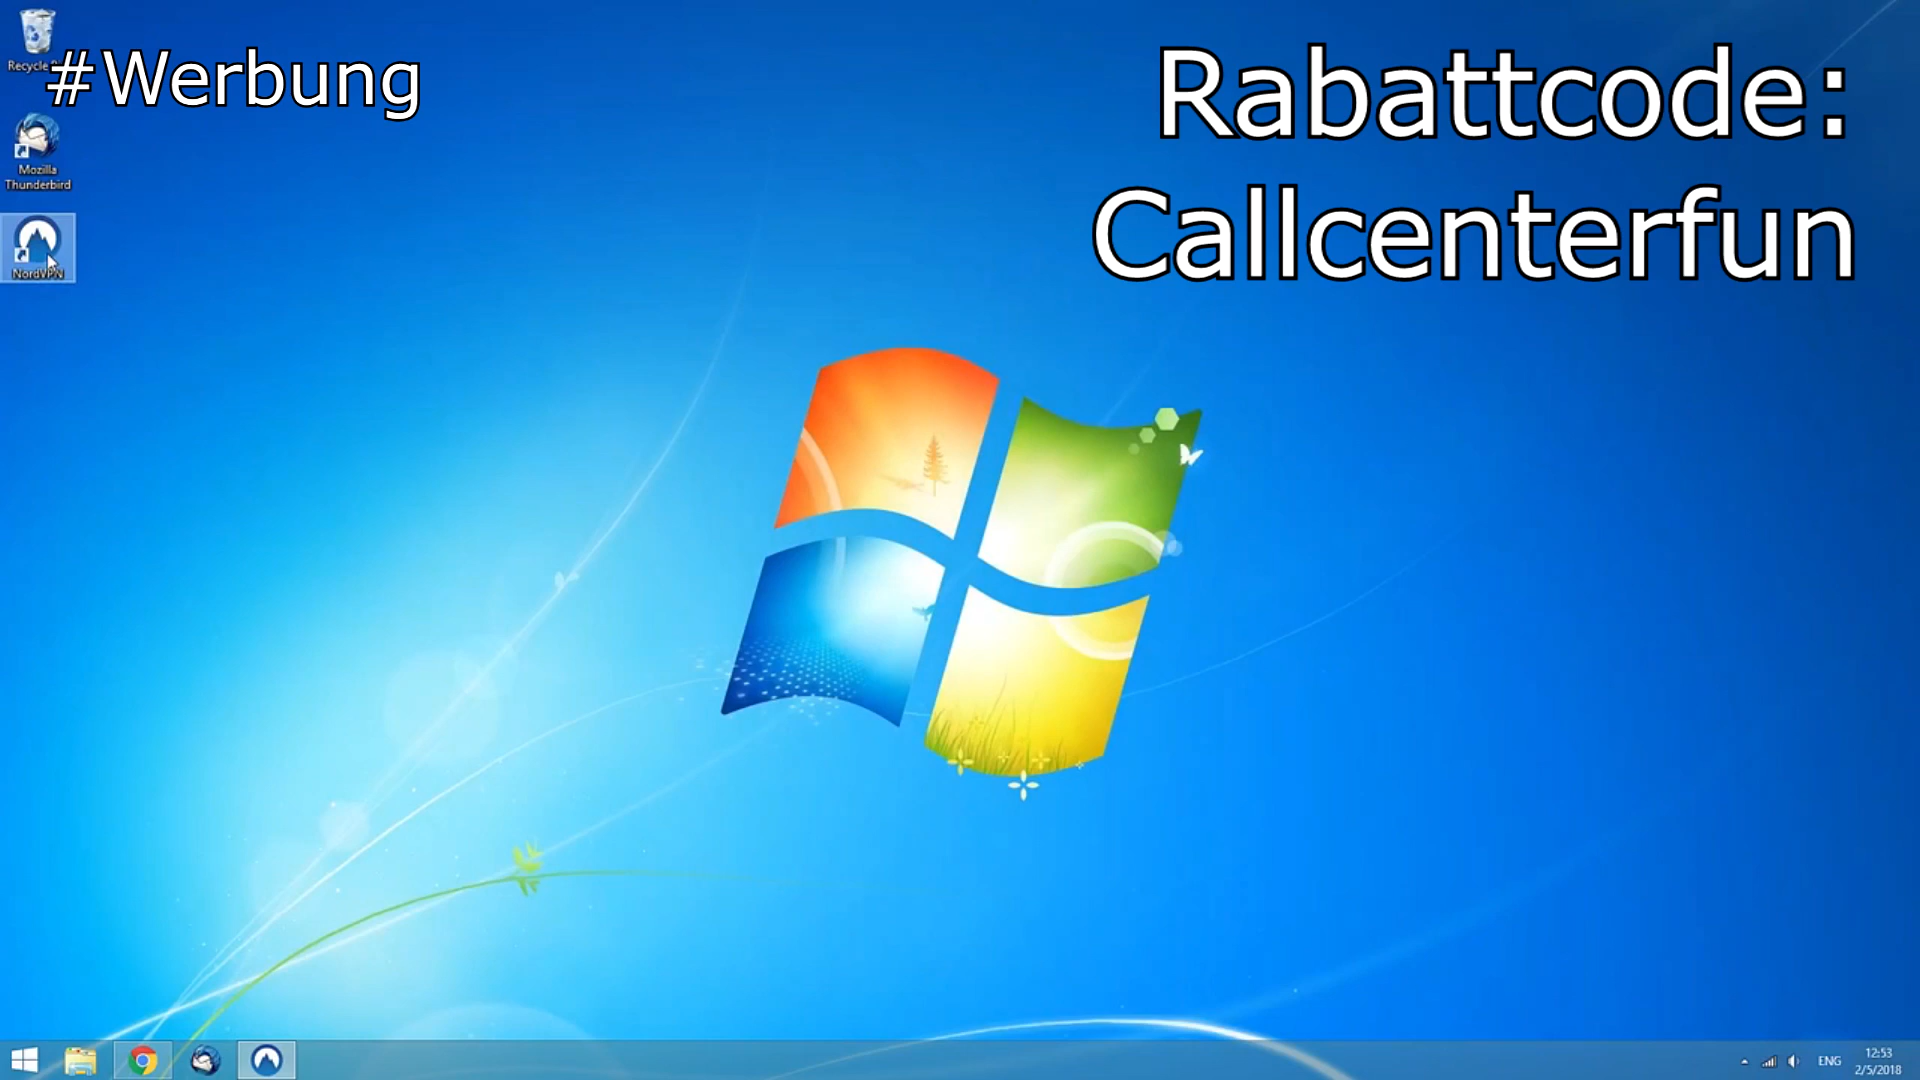 #Werbung
Rabattcode:
Callcenterfun
Recycle
Mozilla
Thunderbird
NordVPN
ENG
12:53
2/5/2018